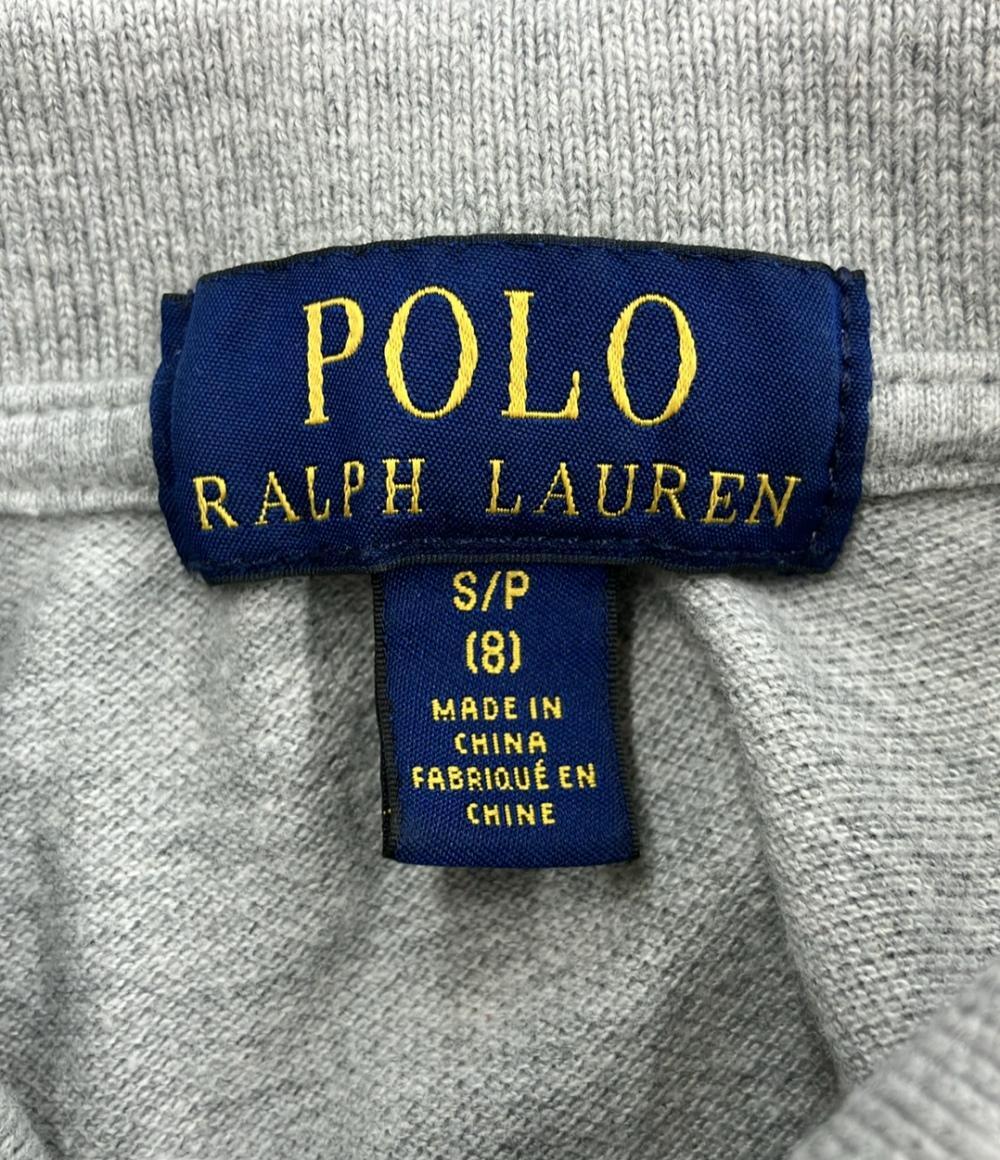 POLO
RALPH LAUREN
S/P
(8)
MADE IN
CHINA
FABRIQUÉ EN
CHINE